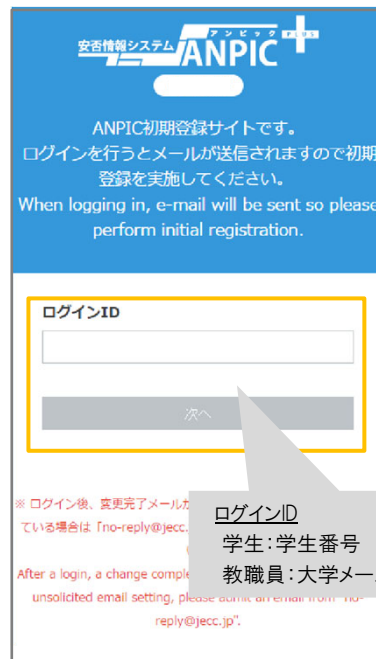 安否情報システム アンピック PLUS
ANPIC
ANPIC初期登録サイトです。
ログインを行うとメールが送信されますので初期
登録を実施してください。
When logging in, e-mail will be sent so please
perform initial registration.
ログインID
次へ
※ ログイン後、変更完了メールが
ている場合は「no-reply@jecc.
After a login, a change comple
unsolicited email setting, please admit an email from "no-
reply@jecc.jp".
ログインID
学生：学生番号
教職員：大学メー